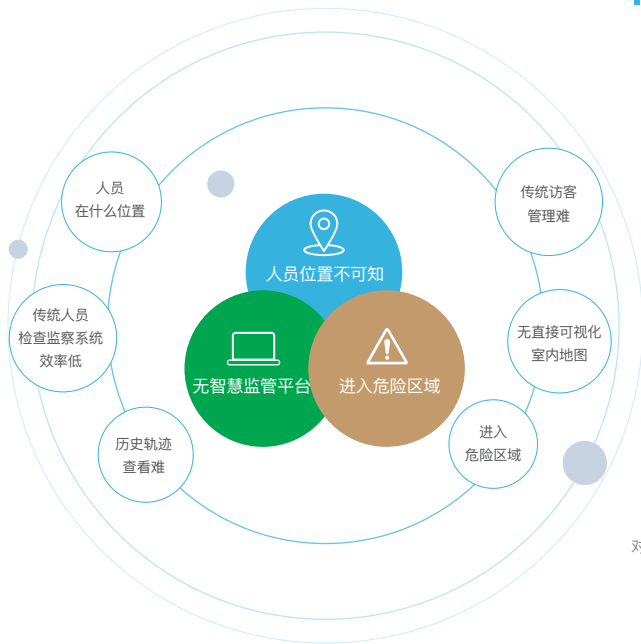 人员
在什么位置
传统访客
管理难
人员位置不可知
传统人员
检查监察系统
效率低
无直接可视化
室内地图
无智慧监管平台
进入危险区域
历史轨迹
查看难
进入
危险区域
对